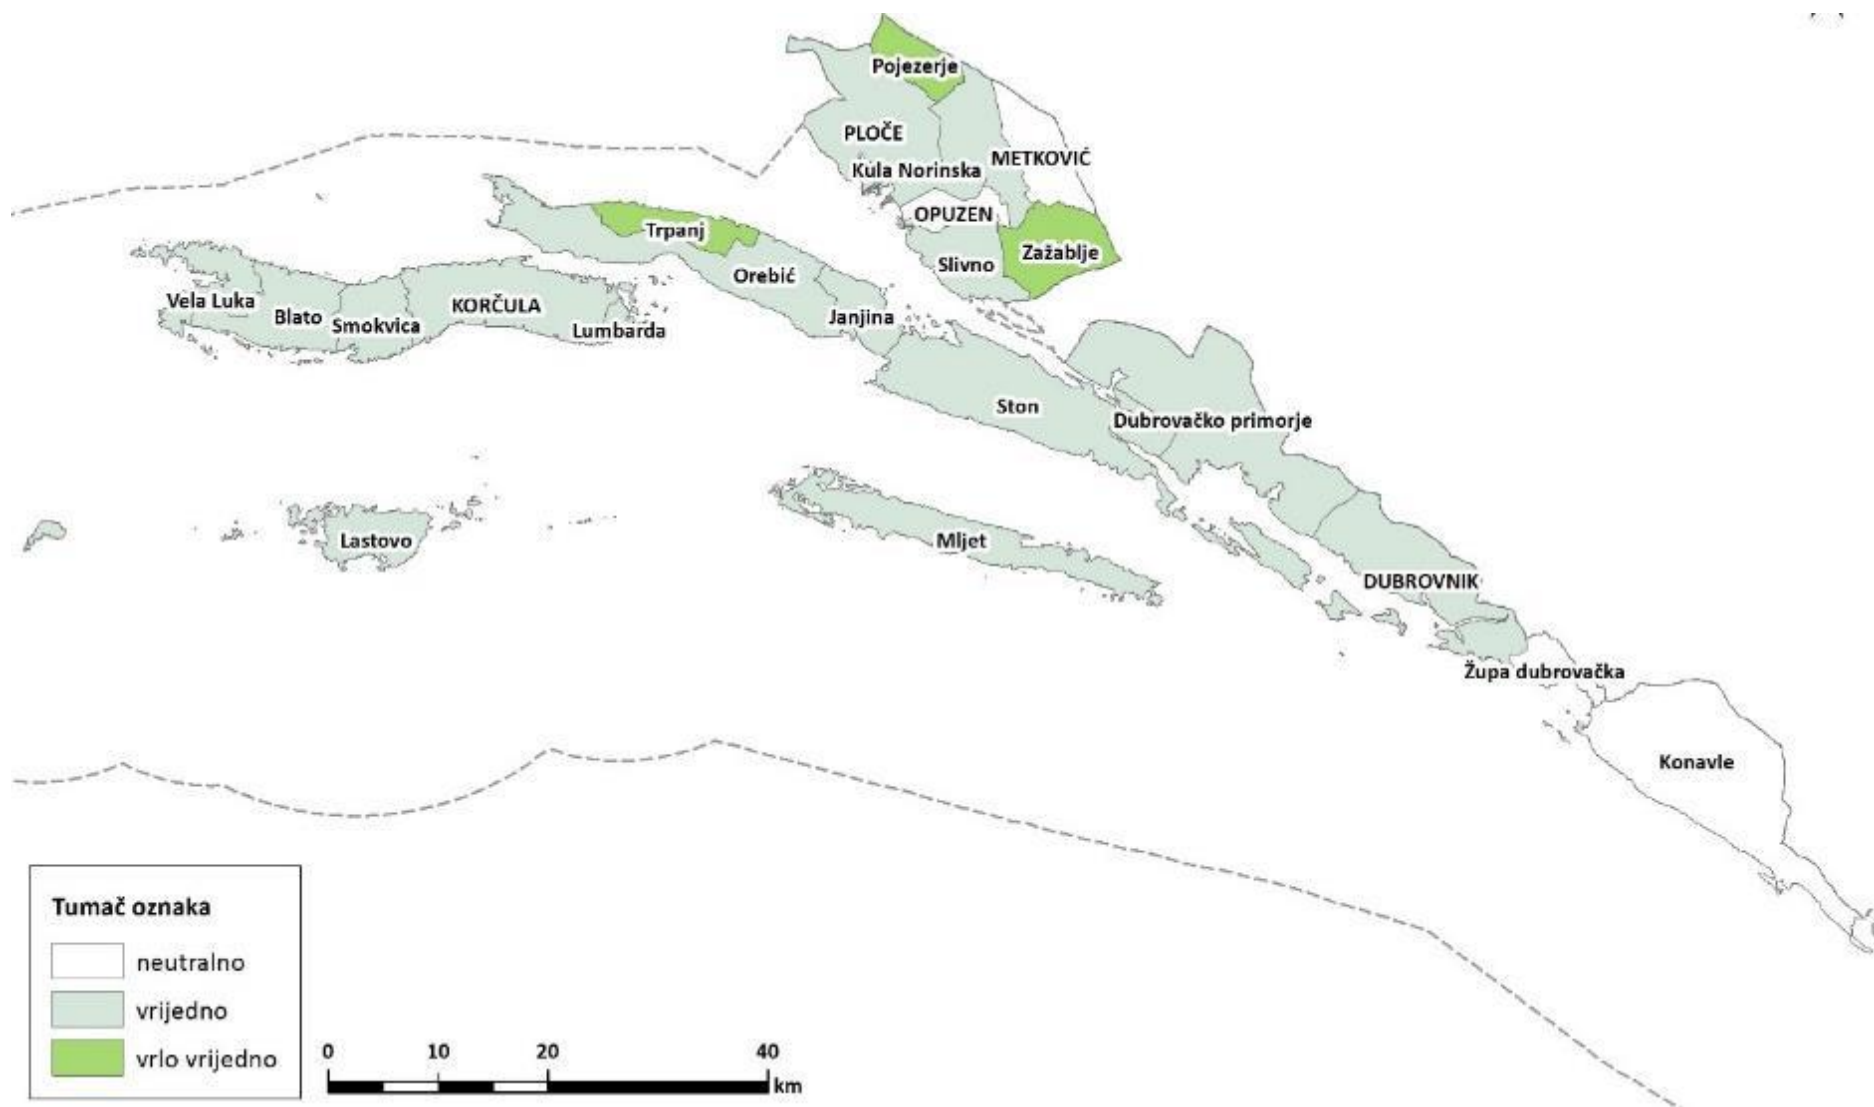 Pojezerje
PLOČE
METKOVIĆ
Kula Norinska
OPUZEN
Trpanj
Zažablje
Slivno
Orebić
Vela Luka
KORČULA
Blato
Janjina
Smokvica
Lumbarda
Ston
Dubrovačko primorje
Lastovo
Mljet
DUBROVNIK
Župa dubrovačka
Konavle
Tumač oznaka
neutralno
vrijedno
vrlo vrijedno
0 10 20 40
km